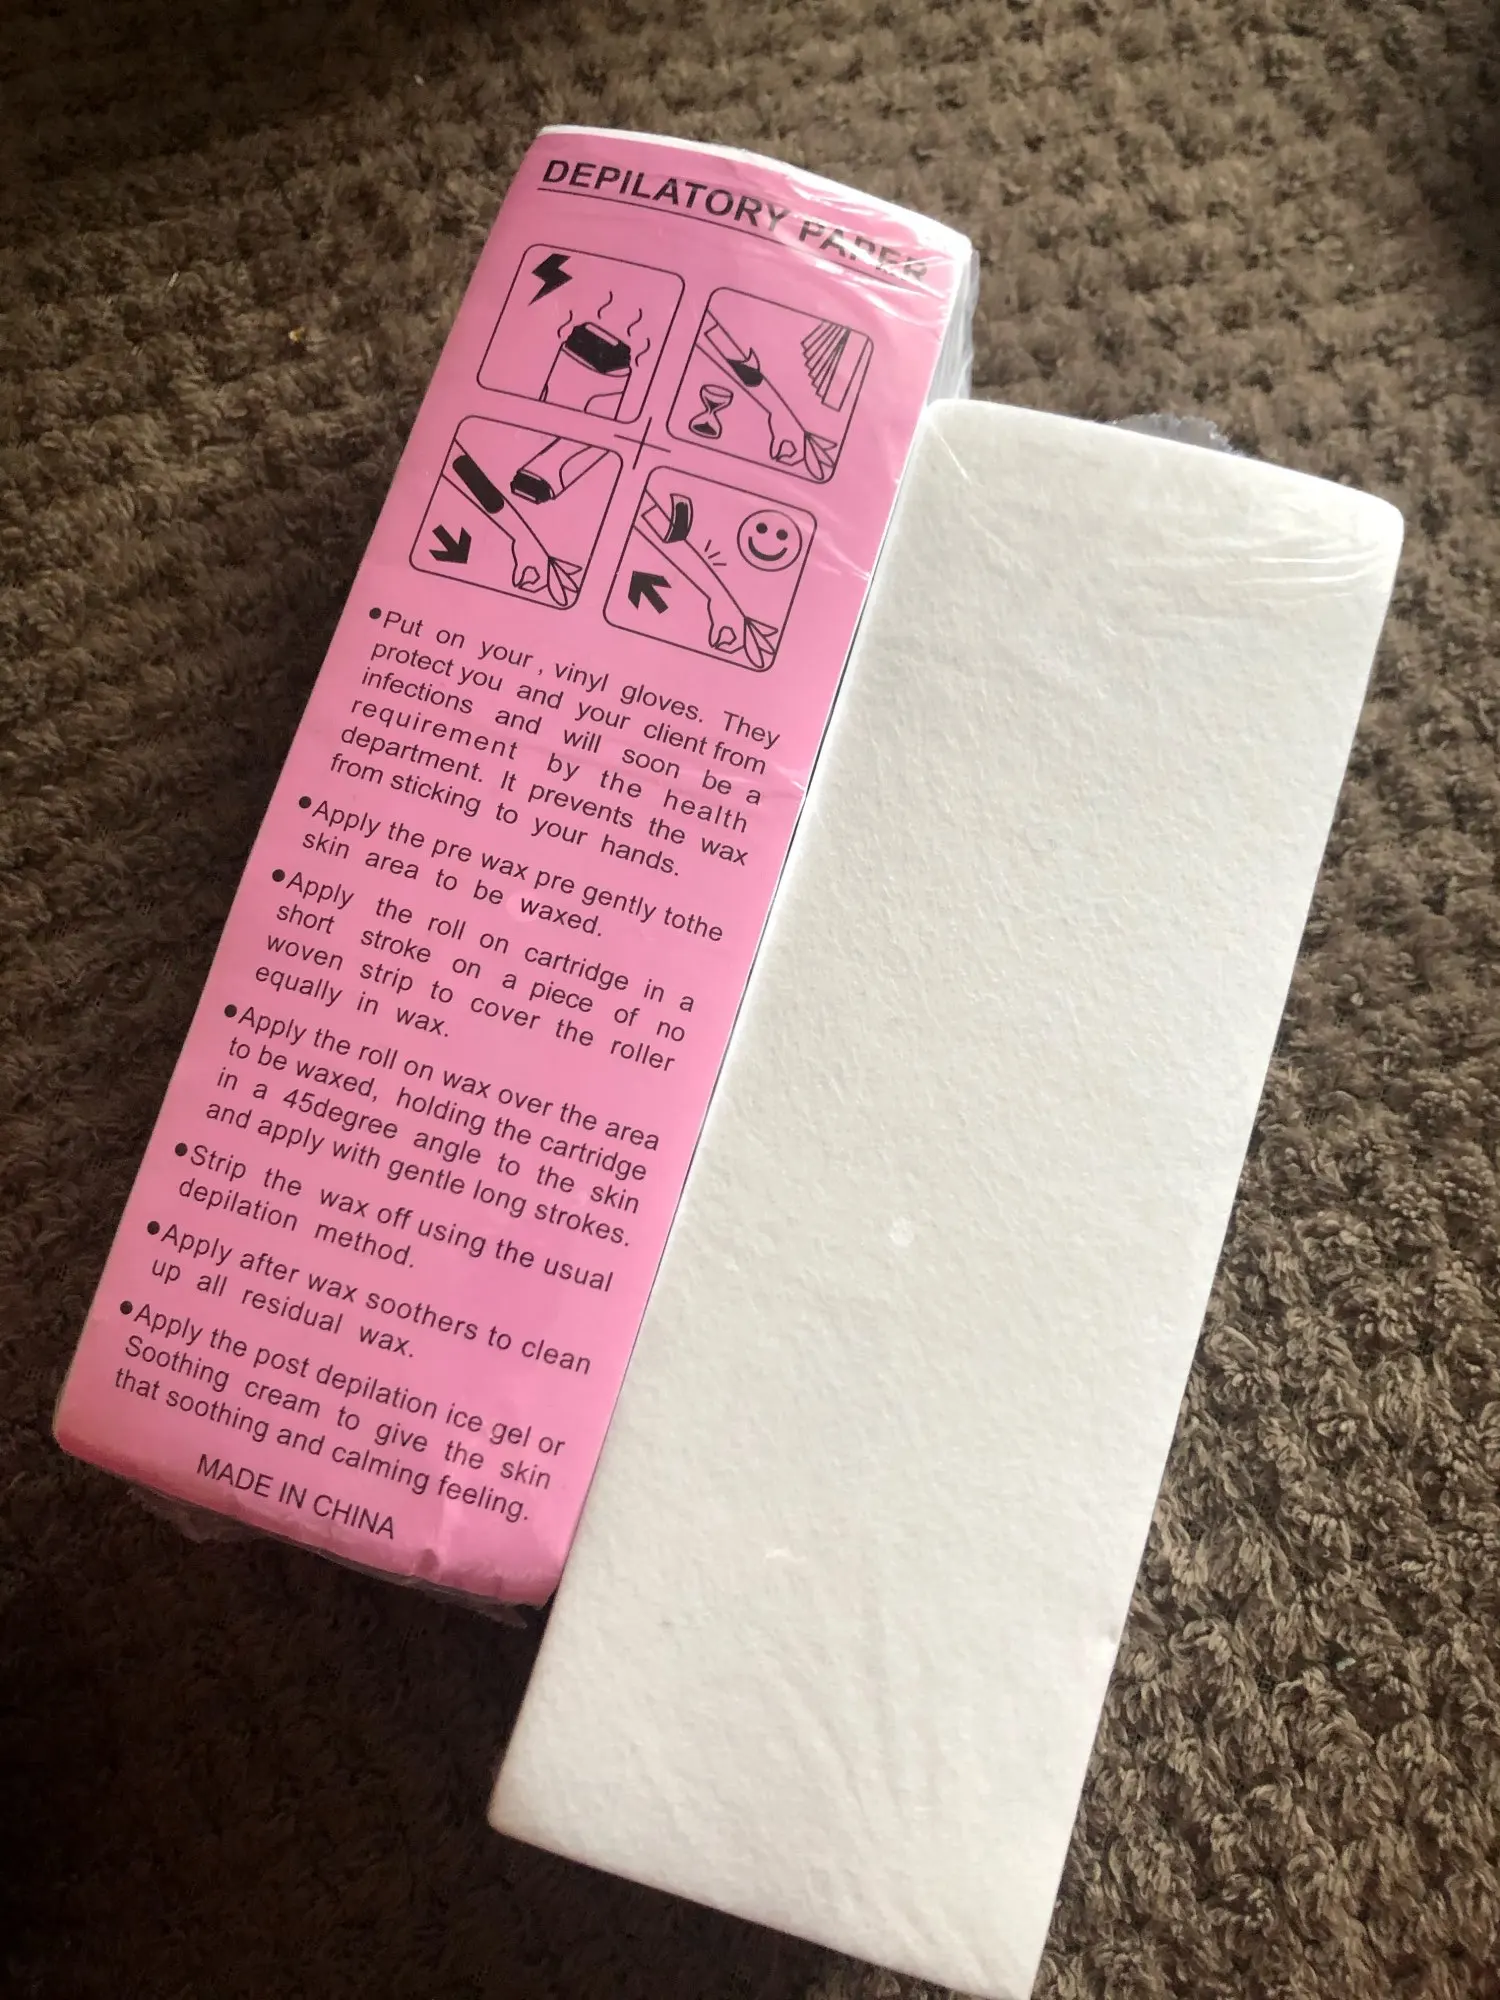 DEPILATORY PAPER
•Put on your , vinyl gloves. They
protect you and your client from
infections and will soon be a
requirement by the health
department. It prevents the wax
from sticking to your hands.
•Apply the pre wax pre gently tothe
skin area to be waxed.
•Apply the roll on cartridge in a
short stroke on a piece of no
woven strip to cover the roller
equally in wax.
•Apply the roll on wax over the area
to be waxed, holding the cartridge
in a 45degree angle to the skin
and apply with gentle long strokes.
•Strip the wax off using the usual
depilation method.
•Apply after wax soothers to clean
up all residual wax.
•Apply the post depilation ice gel or
Soothing cream to give the skin
that soothing and calming feeling.
MADE IN CHINA